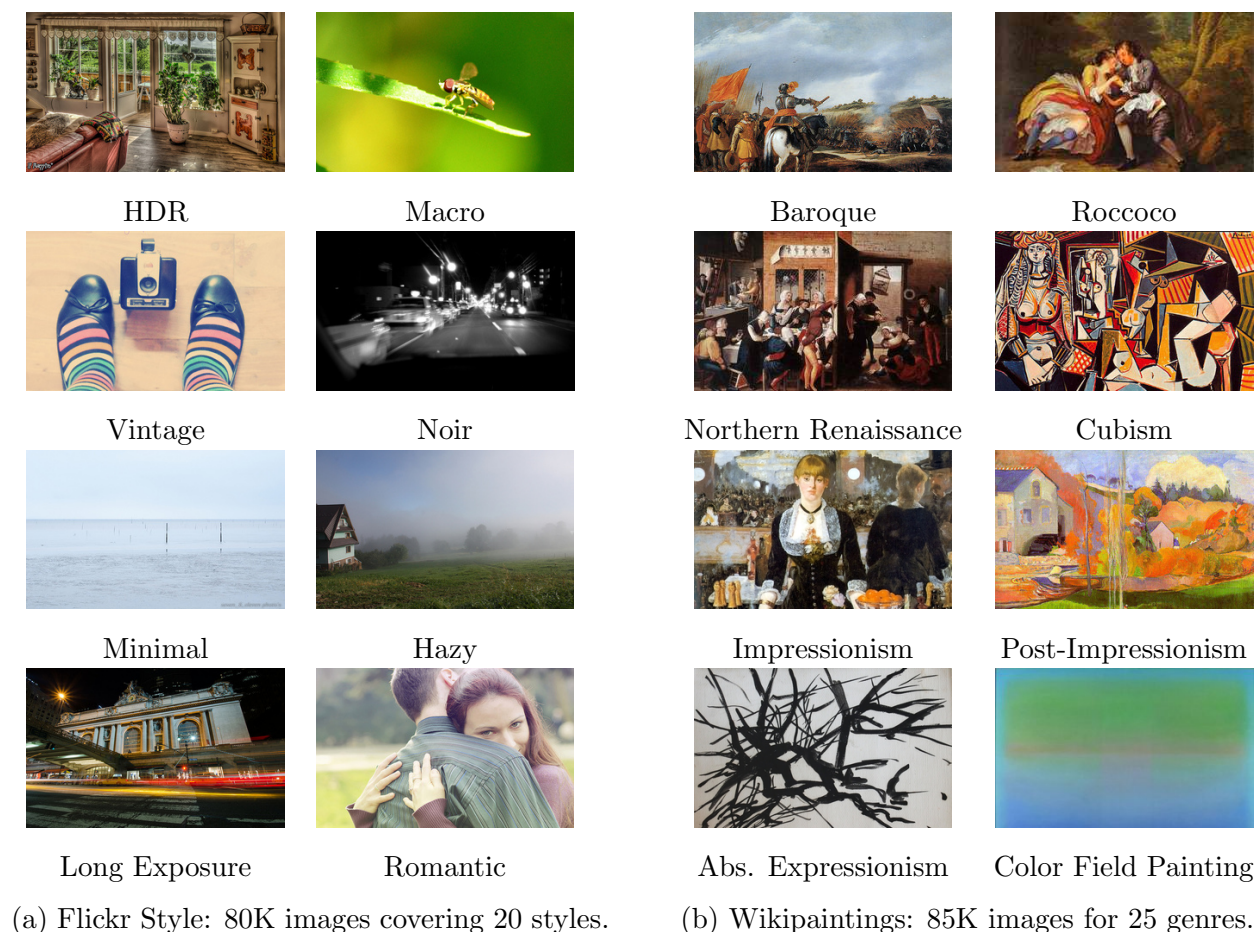 HDR
Macro
Baroque
Roccoco
Vintage
Noir
Northern Renaissance
Cubism
Minimal
Hazy
Impressionism
Post-Impressionism
Long Exposure
Romantic
Abs. Expressionism
Color Field Painting
(a) Flickr Style: 80K images covering 20 styles.
(b) Wikipaintings: 85K images for 25 genres.